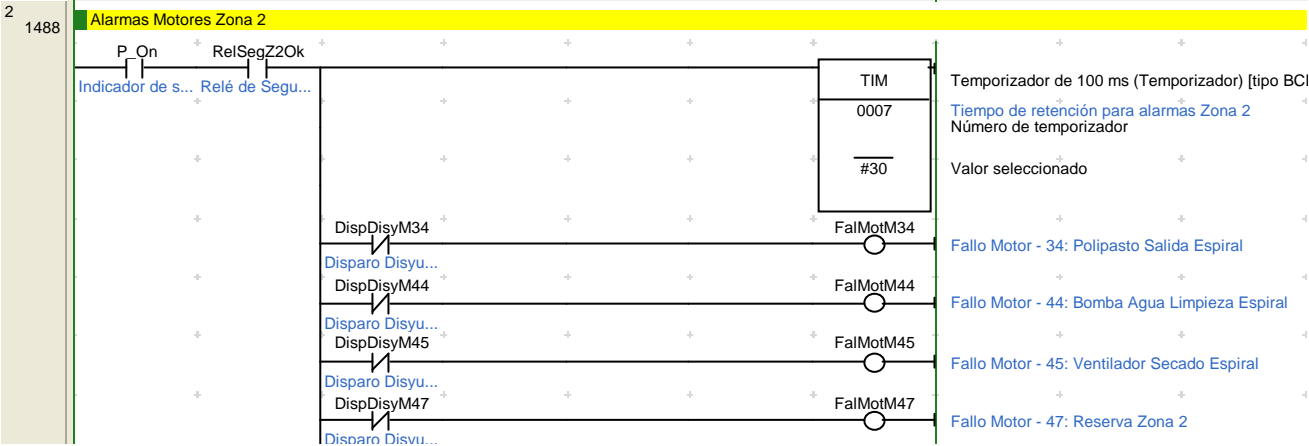 2
1488
Alarmas Motores Zona 2
P_On
RelSegZ2Ok
Indicador de s...
Relé de Segu...
TIM
0007
#30
Temporizador de 100 ms (Temporizador) [tipo BC
Tiempo de retención para alarmas Zona 2
Número de temporizador
Valor seleccionado
DispDisyM34
FalMotM34
Disparo Disyu...
Fallo Motor - 34: Polipasto Salida Espiral
DispDisyM44
FalMotM44
Disparo Disyu...
Fallo Motor - 44: Bomba Agua Limpieza Espiral
DispDisyM45
FalMotM45
Disparo Disyu...
Fallo Motor - 45: Ventilador Secado Espiral
DispDisyM47
FalMotM47
Disparo Disyu...
Fallo Motor - 47: Reserva Zona 2